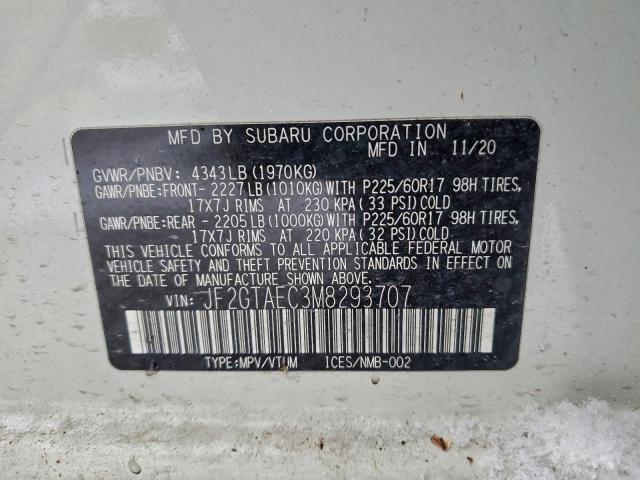 MFD BY SUBARU CORPORATION
MFD IN 11/20
GVWR/PNBV: 4343LB(1970KG)
GAWR/PNBE:FRONT- 2227LB(1010KG)WITH P225/60R17 98H TIRES,
17X7J RIMS AT 230 KPA(33 PSI)COLD
GAWR/PNBE:REAR - 2205LB(1000KG)WITH P225/60R17 98H TIRES,
17X7J RIMS AT 220 KPA(32 PSI)COLD.
THIS VEHICLE CONFORMS TO ALL APPLICABLE FEDERAL MOTOR
VEHICLE SAFETY AND THEFT PREVENTION STANDARDS IN EFFECT
ON THE DATE OF MANUFACTURE SHOWN ABOVE.
VIN: JF2GTAEC3M8293707
TYPE:MPV/VTUM ICES/NMB-002